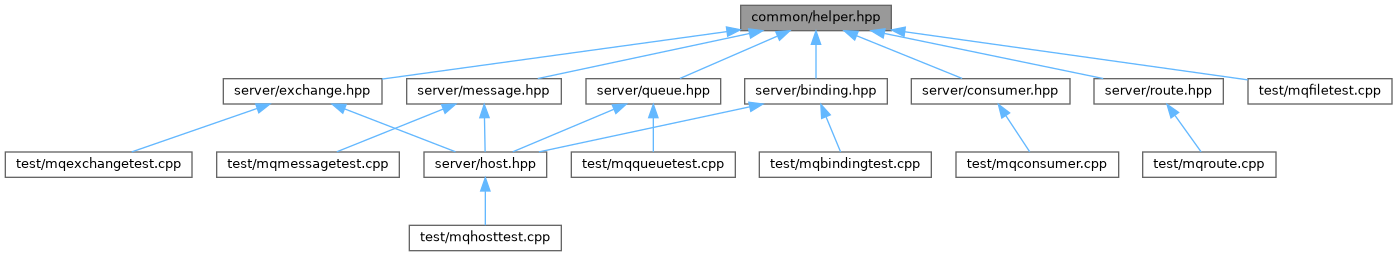 common/helper.hpp
server/exchange.hpp
server/message.hpp
server/queue.hpp
server/binding.hpp
server/consumer.hpp
server/route.hpp
test/mqfiletest.cpp
test/mqexchangetest.cpp
test/mqmessagetest.cpp
server/host.hpp
test/mqqueuetest.cpp
test/mqbindingtest.cpp
test/mqconsumer.cpp
test/mqroute.cpp
test/mqhosttest.cpp